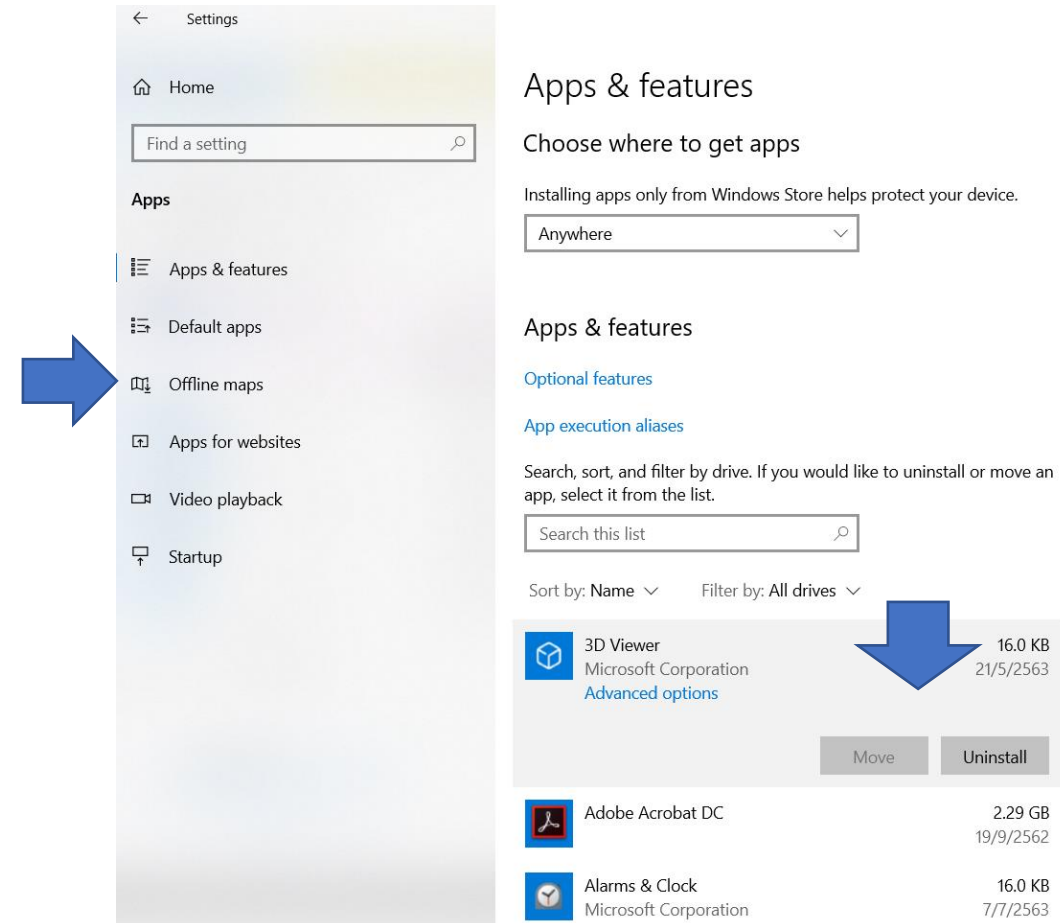 Settings
Home
Find a setting
Apps
Apps & features
Default apps
Offline maps
Apps for websites
Video playback
Startup
Apps & features
Choose where to get apps
Installing apps only from Windows Store helps protect your device.
Anywhere
Apps & features
Optional features
App execution aliases
Search, sort, and filter by drive. If you would like to uninstall or move an
app, select it from the list.
Search this list
Sort by: Name Filter by: All drives
3D Viewer 16.0 KB
Microsoft Corporation 21/5/2563
Advanced options
Move Uninstall
Adobe Acrobat DC 2.29 GB
19/9/2562
Alarms & Clock 16.0 KB
Microsoft Corporation 7/7/2563